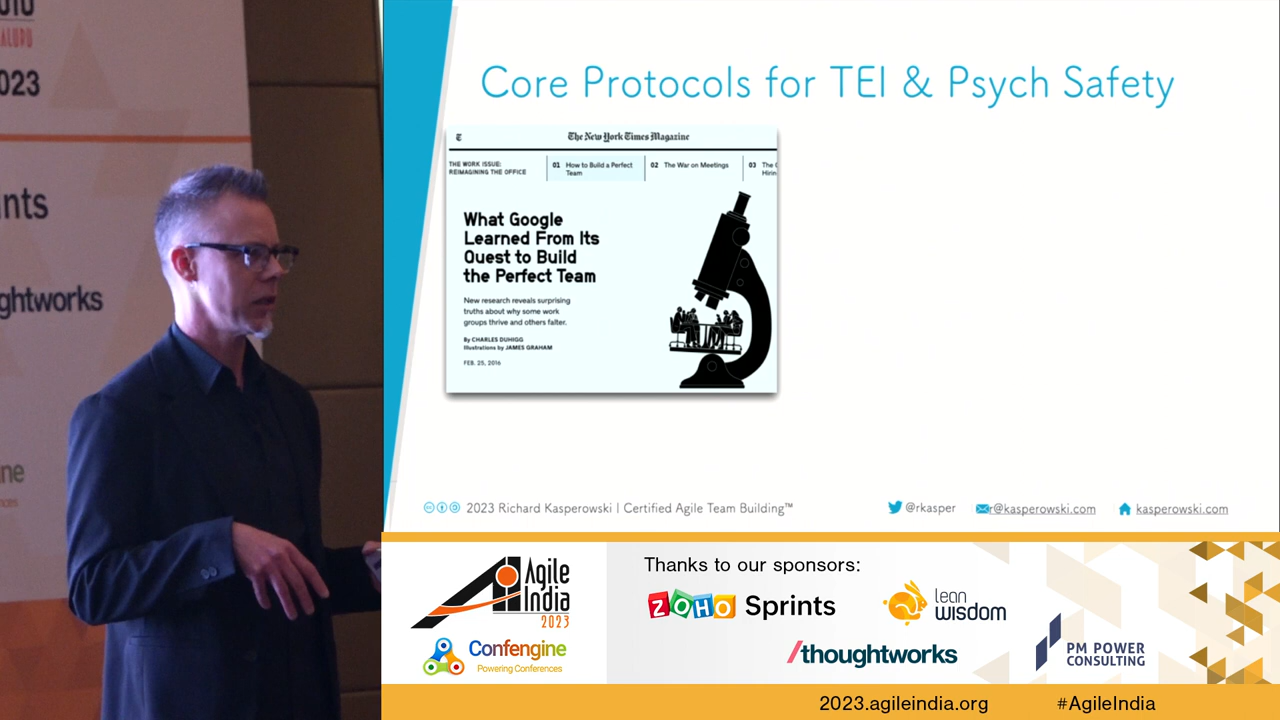 2023
nts
ghtworks
Core Protocols for TEI & Psych Safety
The New York Times Magazine
THE WORK ISSUE:
REIMAGINING THE OFFICE
01 How to Build a Perfect
Team
02 The War on Meetings
03
What Google
Learned From Its
Quest to Build
the Perfect Team
New research reveals surprising
truths about why some work
groups thrive and others falter.
By CHARLES DUHIGG
Illustrations by JAMES GRAHAM
FEB. 25, 2016
2023 Richard Kasperowski | Certified Agile Team Building™
@rkasper
r@kasperowski.com
kasperowski.com
Agile
India
2023
Confengine
Powering Conferences
Thanks to our sponsors:
ZOHO Sprints
lean
wisdom
/thoughtworks
PM POWER
CONSULTING
2023.agileindia.org
#AgileIndia